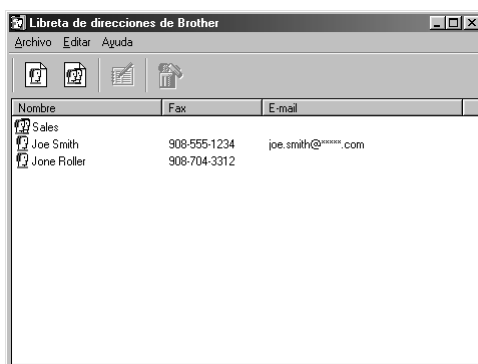 Libreta de direcciones de Brother
Archivo Editar Ayuda
Nombre Fax E-mail
Sales
Joe Smith 908-555-1234 joe.smith@*****.com
Jone Roller 908-704-3312